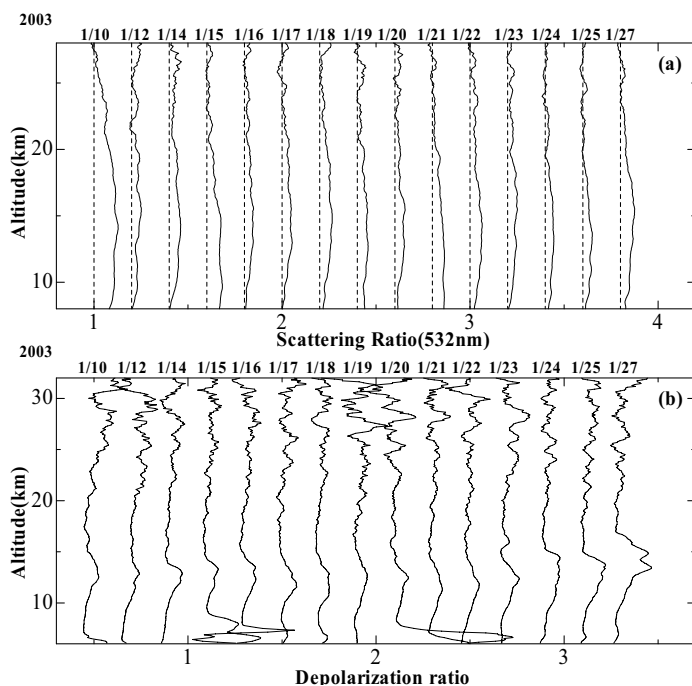 2003
1/10 1/12 1/14 1/15 1/16 1/17 1/18 1/19 1/20 1/21 1/22 1/23 1/24 1/25 1/27
(a)
Altitude(km)
20
10
1 2 3 4
Scattering Ratio(532nm)
2003
1/10 1/12 1/14 1/15 1/16 1/17 1/18 1/19 1/20 1/21 1/22 1/23 1/24 1/25 1/27
(b)
Altitude(km)
30
20
10
1 2 3
Depolarization ratio